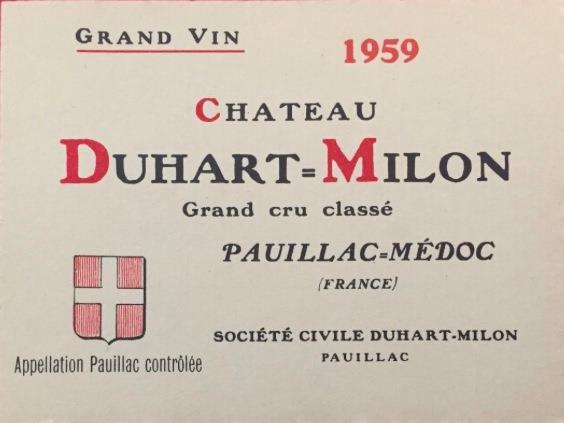 GRAND VIN
1959
CHATEAU
DUHART=MILON
Grand cru classé
PAUILLAC=MÉDOC
(FRANCE)
SOCIÉTÉ CIVILE DUHART-MILON
PAUILLAC
Appellation Pauillac contrôlée